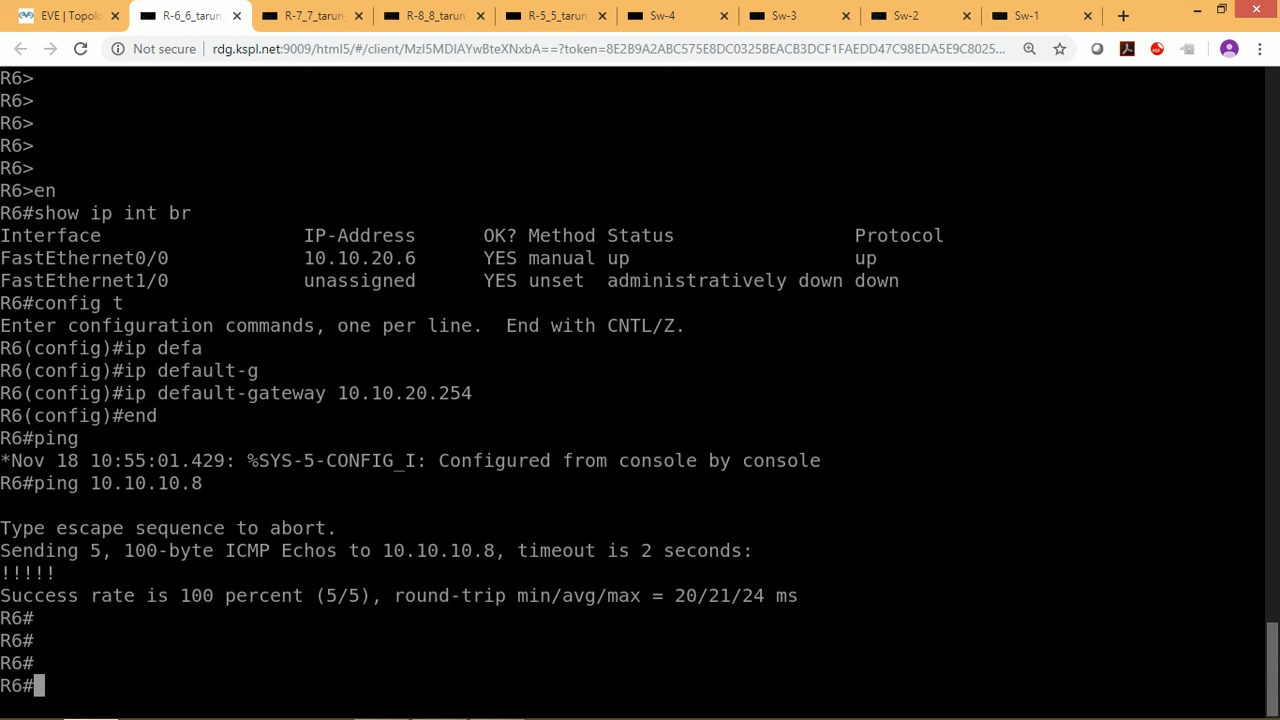 EVE | Topolo
R-6_6_tarun_
R-7_7_tarun_
R-8_8_tarun_
R-5_5_tarun_
Sw-4
Sw-3
Sw-2
Sw-1
Not secure
rdg.kspl.net:9009/html5/#/client/MzI5MDIAYwBteXNxbA==?token=8E2B9A2ABC575E8DC0325BEACB3DCF1FAEDD47C98EDA5E9C8025...
R6>
R6>
R6>
R6>
R6>
R6>en
R6#show ip int br
Interface IP-Address OK? Method Status Protocol
FastEthernet0/0 10.10.20.6 YES manual up up
FastEthernet1/0 unassigned YES unset administratively down down
R6#config t
Enter configuration commands, one per line. End with CNTL/Z.
R6(config)#ip defa
R6(config)#ip default-g
R6(config)#ip default-gateway 10.10.20.254
R6(config)#end
R6#ping
*Nov 18 10:55:01.429: %SYS-5-CONFIG_I: Configured from console by console
R6#ping 10.10.10.8
Type escape sequence to abort.
Sending 5, 100-byte ICMP Echos to 10.10.10.8, timeout is 2 seconds:
!!!!!
Success rate is 100 percent (5/5), round-trip min/avg/max = 20/21/24 ms
R6#
R6#
R6#
R6#